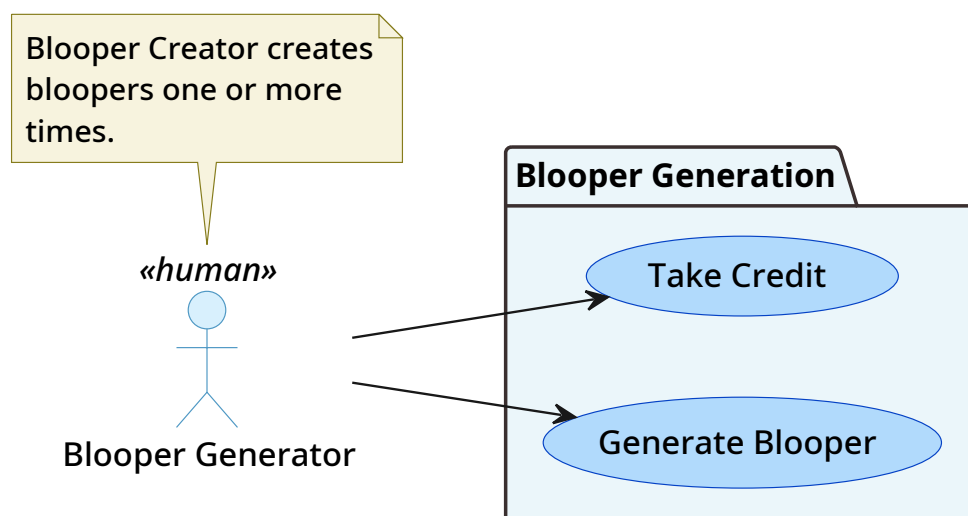 Blooper Creator creates
bloopers one or more
times.
«human»
Blooper Generator
Blooper Generation
Take Credit
Generate Blooper